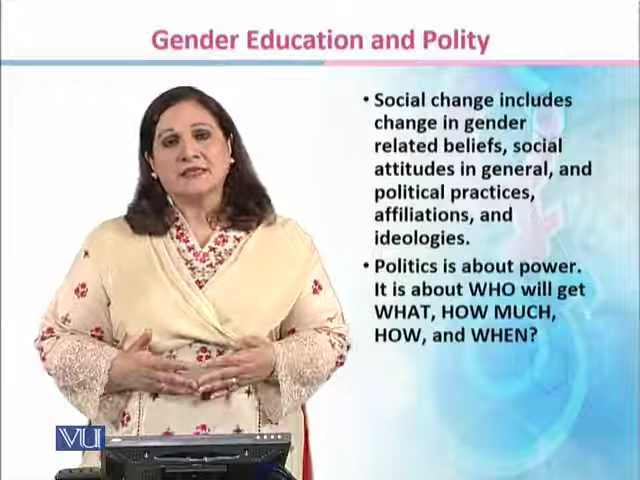 Gender Education and Polity
• Social change includes
change in gender
related beliefs, social
attitudes in general, and
political practices,
affiliations, and
ideologies.
• Politics is about power.
It is about WHO will get
WHAT, HOW MUCH,
HOW, and WHEN?
VU